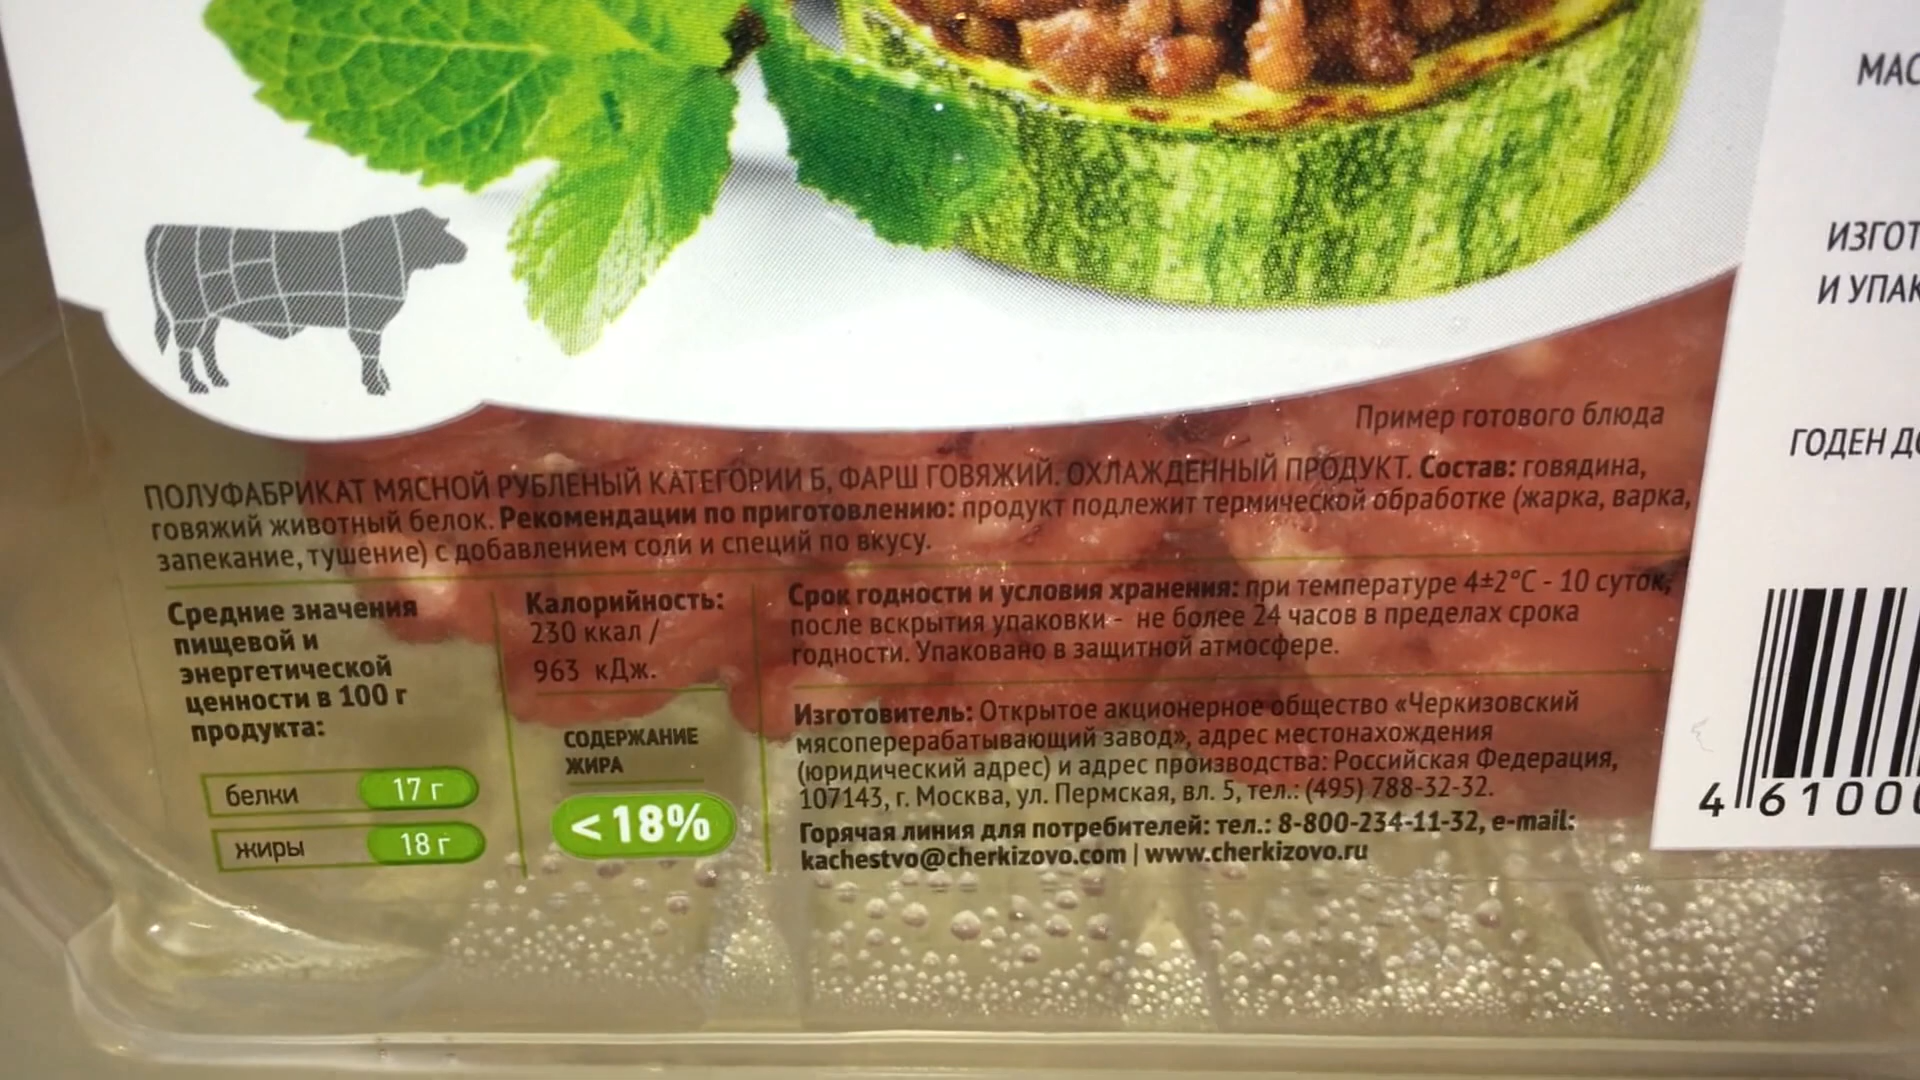 Пример готового блюда
ПОЛУФАБРИКАТ МЯСНОЙ РУБЛЕНЫЙ КАТЕГОРИИ Б, ФАРШ ГОВЯЖИЙ. ОХЛАЖДЕННЫЙ ПРОДУКТ. Состав: говядина,
говяжий животный белок. Рекомендации по приготовлению: продукт подлежит термической обработке (жарка, варка,
запекание, тушение) с добавлением соли и специй по вкусу.
Средние значения
пищевой и
энергетической
ценности в 100 г
продукта:
белки 17 г
жиры 18 г
Калорийность:
230 ккал /
963 кДж.
СОДЕРЖАНИЕ
ЖИРА
<18%
Срок годности и условия хранения: при температуре 4±2°С - 10 суток,
после вскрытия упаковки - не более 24 часов в пределах срока
годности. Упаковано в защитной атмосфере.
Изготовитель: Открытое акционерное общество «Черкизовский
мясоперерабатывающий завод», адрес местонахождения
(юридический адрес) и адрес производства: Российская Федерация,
107143, г. Москва, ул. Пермская, вл. 5, тел.: (495) 788-32-32.
Горячая линия для потребителей: тел.: 8-800-234-11-32, e-mail:
kachestvo@cherkizovo.com | www.cherkizovo.ru
МАС
ИЗГОТ
И УПАК
ГОДЕН ДО
4 61000